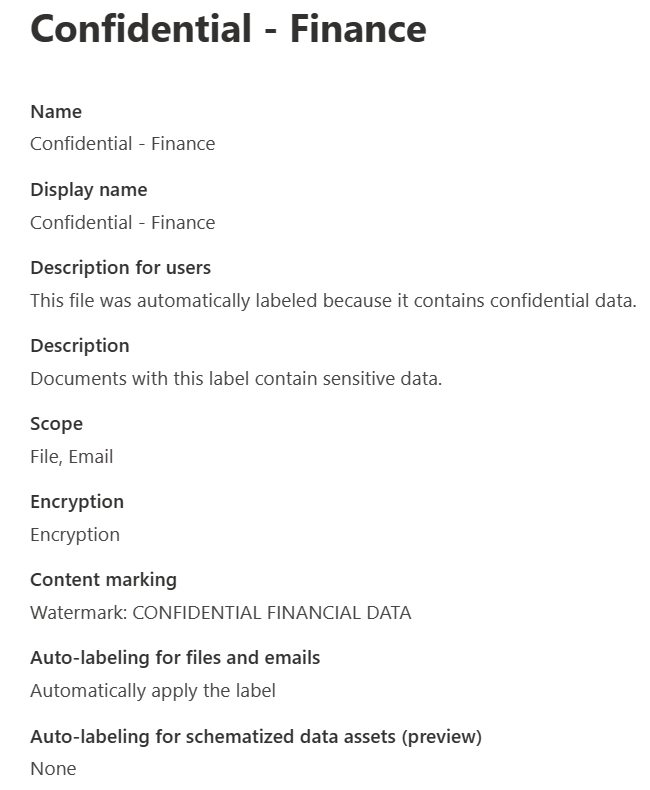 Confidential - Finance
Name
Confidential - Finance
Display name
Confidential - Finance
Description for users
This file was automatically labeled because it contains confidential data.
Description
Documents with this label contain sensitive data.
Scope
File, Email
Encryption
Encryption
Content marking
Watermark: CONFIDENTIAL FINANCIAL DATA
Auto-labeling for files and emails
Automatically apply the label
Auto-labeling for schematized data assets (preview)
None